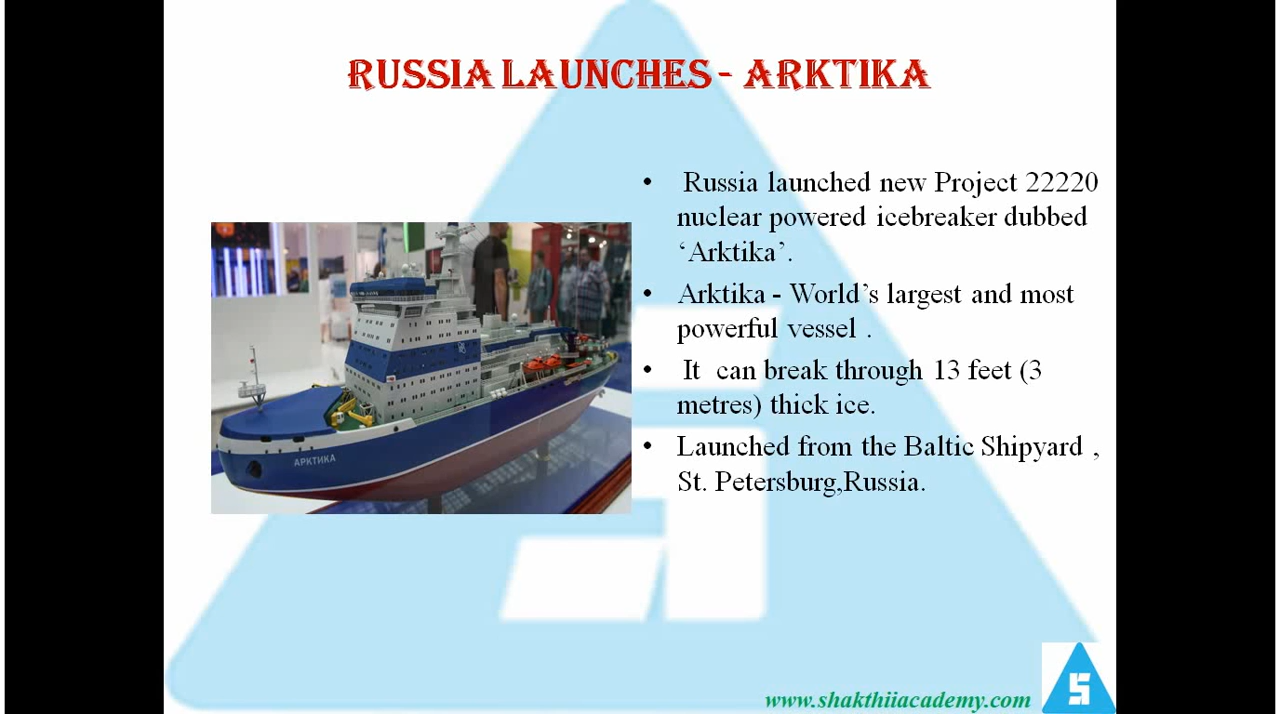 RUSSIA LAUNCHES - ARKTIKA
• Russia launched new Project 22220
nuclear powered icebreaker dubbed
‘Arktika’.
• Arktika - World’s largest and most
powerful vessel .
• It can break through 13 feet (3
metres) thick ice.
• Launched from the Baltic Shipyard ,
St. Petersburg,Russia.
АРКТИКА
www.shakthiiacademy.com